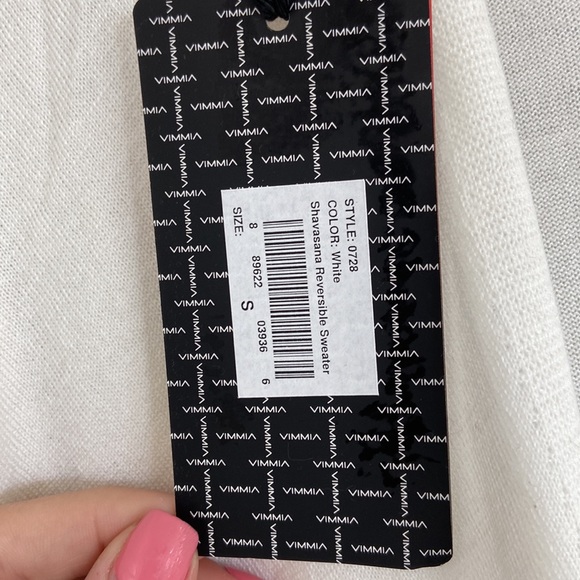 VIMMIA
STYLE: 0728
COLOR: White
Shavasana Reversible Sweater
8 89622 03936 6
SIZE: S